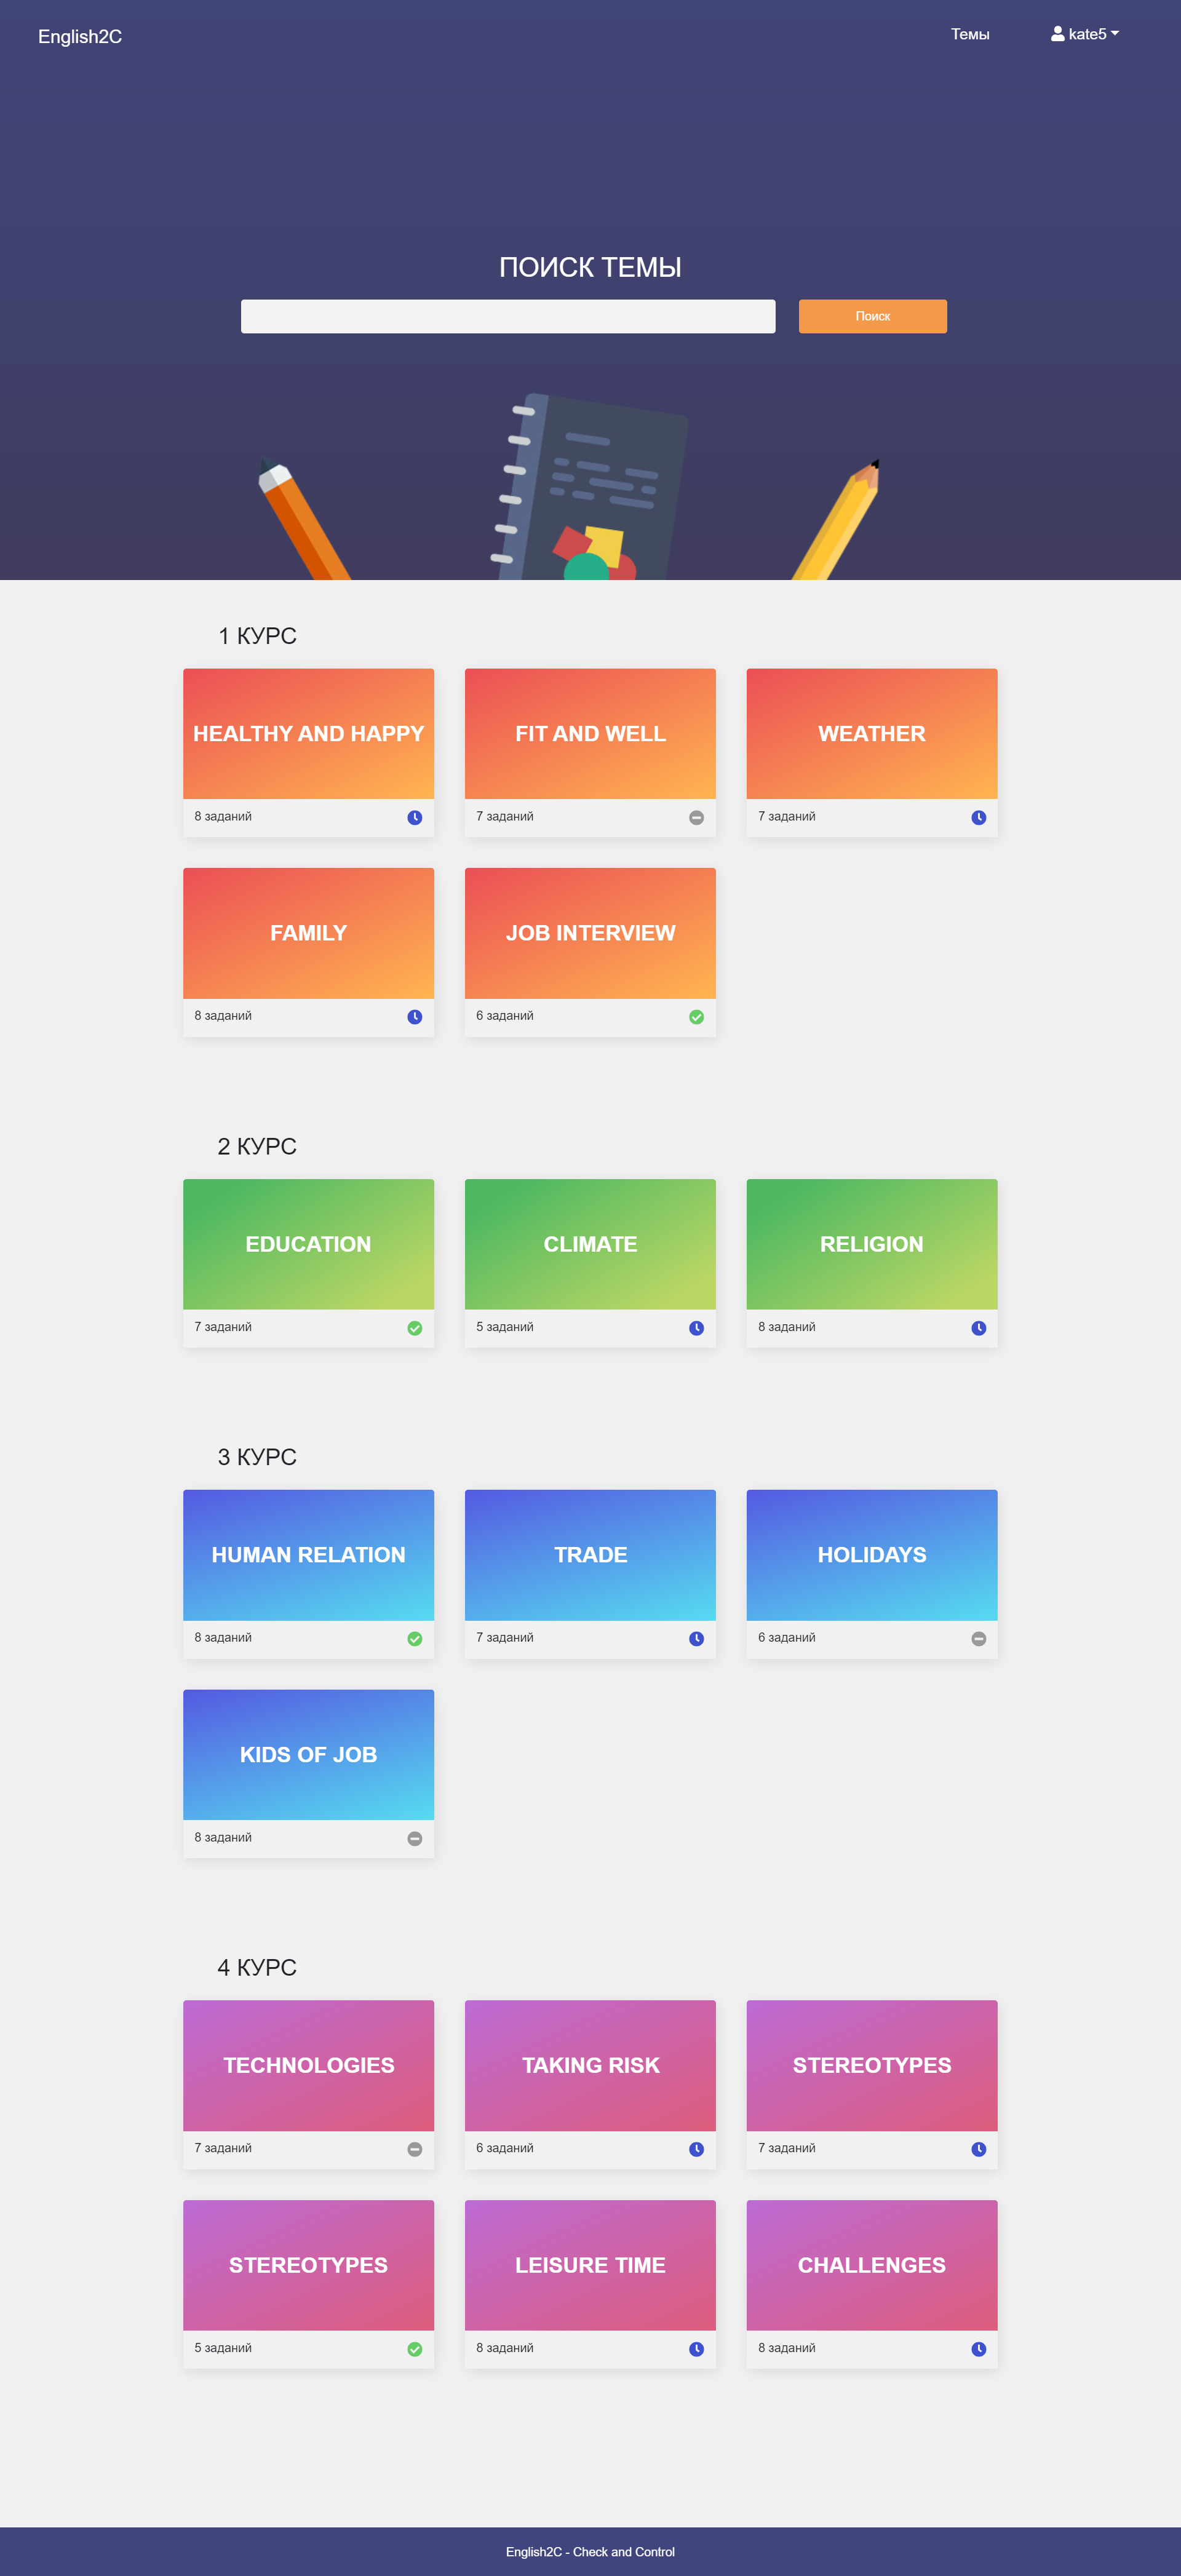 English2C
Темы
kate5
ПОИСК ТЕМЫ
Поиск
1 КУРС
HEALTHY AND HAPPY
FIT AND WELL
WEATHER
8 заданий
7 заданий
7 заданий
FAMILY
JOB INTERVIEW
8 заданий
6 заданий
2 КУРС
EDUCATION
CLIMATE
RELIGION
7 заданий
5 заданий
8 заданий
3 КУРС
HUMAN RELATION
TRADE
HOLIDAYS
8 заданий
7 заданий
6 заданий
KIDS OF JOB
8 заданий
4 КУРС
TECHNOLOGIES
TAKING RISK
STEREOTYPES
7 заданий
6 заданий
7 заданий
STEREOTYPES
LEISURE TIME
CHALLENGES
5 заданий
8 заданий
8 заданий
English2C - Check and Control